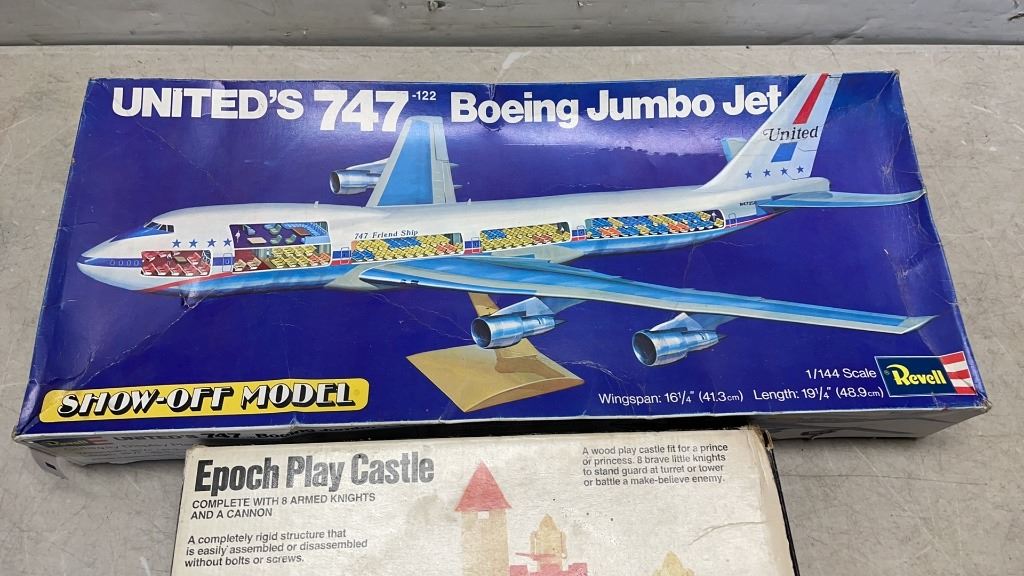 UNITED'S 747-122 Boeing Jumbo Jet
United
747 Friend Ship
SHOW-OFF MODEL
1/144 Scale
Revell
Wingspan: 16¼" (41.3cm) Length: 19¼" (48.9cm)
UNITED'S 747
Epoch Play Castle
COMPLETE WITH 8 ARMED KNIGHTS
AND A CANNON
A completely rigid structure that
is easily assembled or disassembled
without bolts or screws.
A wood play castle fit for a prince
or princess. 8 brave little knights
to stand guard at turret or tower
or battle a make-believe enemy.